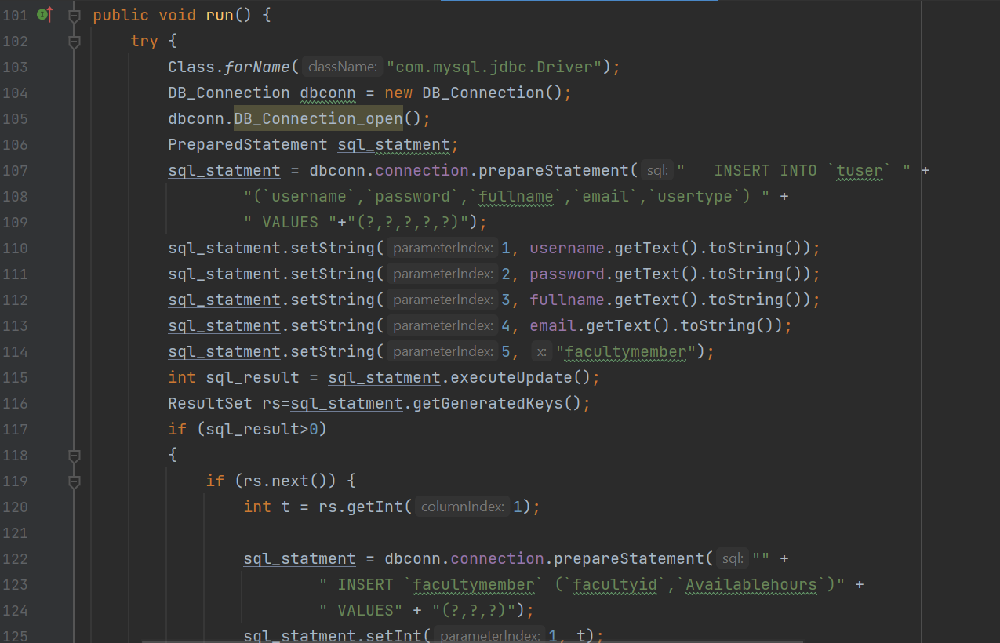 101 public void run() {
102 try {
103 Class.forName( className: "com.mysql.jdbc.Driver");
104 DB_Connection dbconn = new DB_Connection();
105 dbconn.DB_Connection_open();
106 PreparedStatement sql_statment;
107 sql_statment = dbconn.connection.prepareStatement( sql: "   INSERT INTO `tuser` " +
108 "(`username`,`password`,`fullname`,`email`,`usertype`) " +
109 " VALUES "+"(?,?,?,?,?)");
110 sql_statment.setString( parameterIndex: 1, username.getText().toString());
111 sql_statment.setString( parameterIndex: 2, password.getText().toString());
112 sql_statment.setString( parameterIndex: 3, fullname.getText().toString());
113 sql_statment.setString( parameterIndex: 4, email.getText().toString());
114 sql_statment.setString( parameterIndex: 5, x: "facultymember");
115 int sql_result = sql_statment.executeUpdate();
116 ResultSet rs=sql_statment.getGeneratedKeys();
117 if (sql_result>0)
118 {
119 if (rs.next()) {
120 int t = rs.getInt( columnIndex: 1);
121
122 sql_statment = dbconn.connection.prepareStatement( sql: "" +
123 " INSERT `facultymember` (`facultyid`,`Availablehours`)" +
124 " VALUES" + "(?,?,?)");
125 sql_statment.setInt( parameterIndex: 1, t);